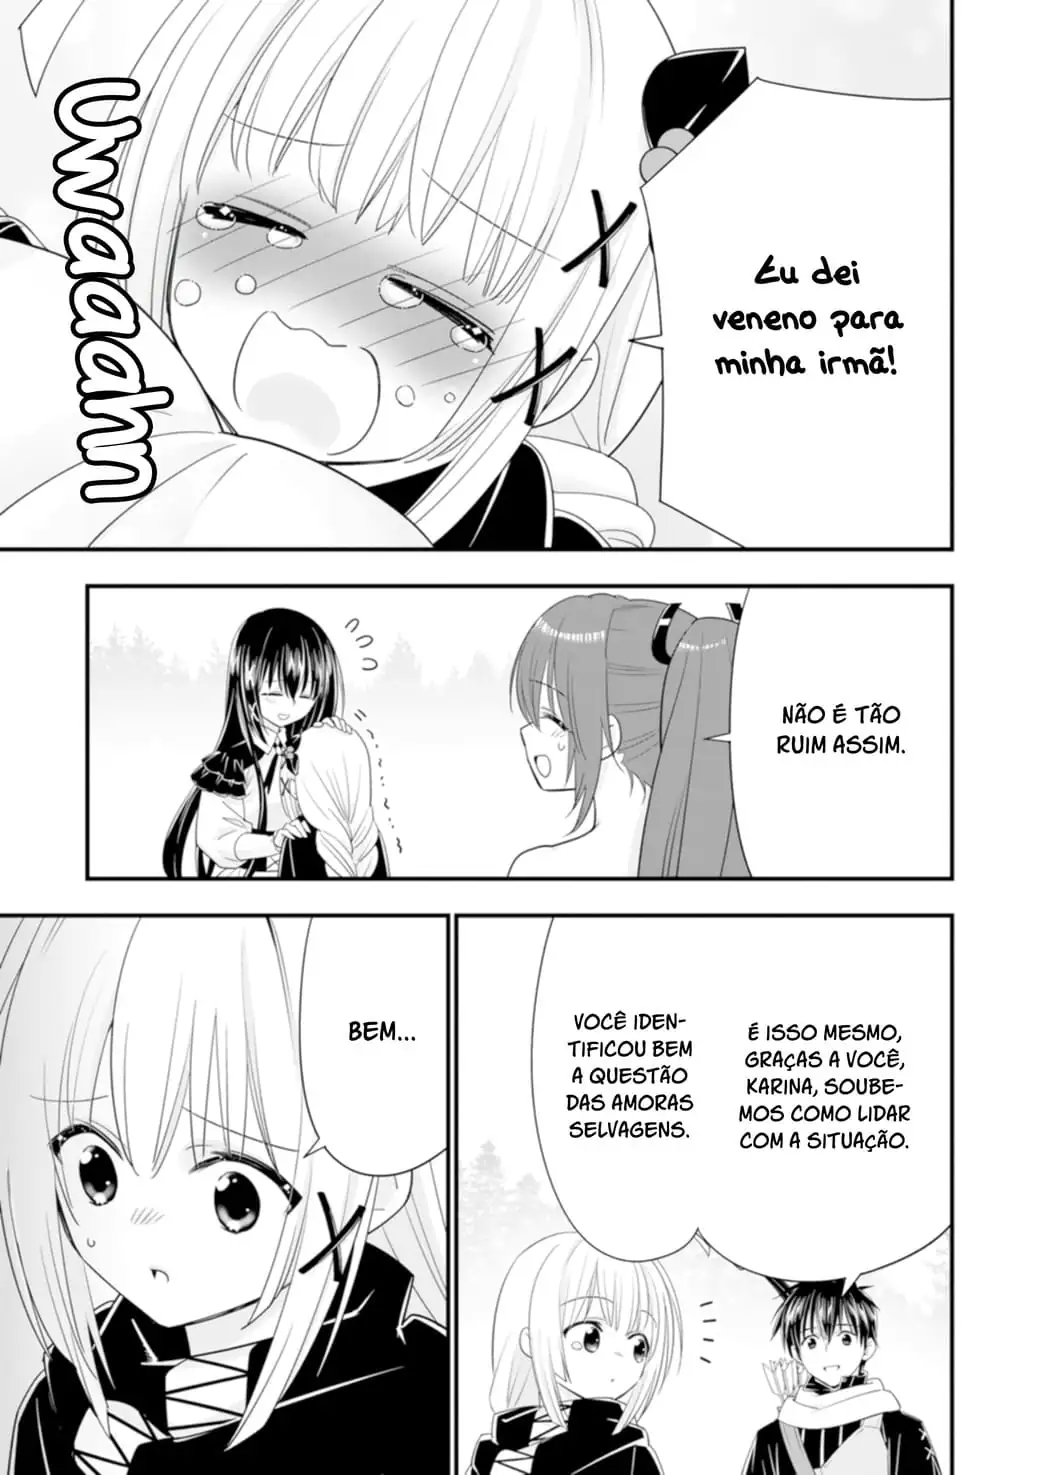 Eu dei
veneno para
minha irmã!
Uwaaahn
NÃO É TÃO
RUIM ASSIM.
É ISSO MESMO,
GRAÇAS A VOCÊ,
KARINA, SOUBE-
MOS COMO LIDAR
COM A SITUAÇÃO.
VOCÊ IDEN-
TIFICOU BEM
A QUESTÃO
DAS AMORAS
SELVAGENS.
BEM...